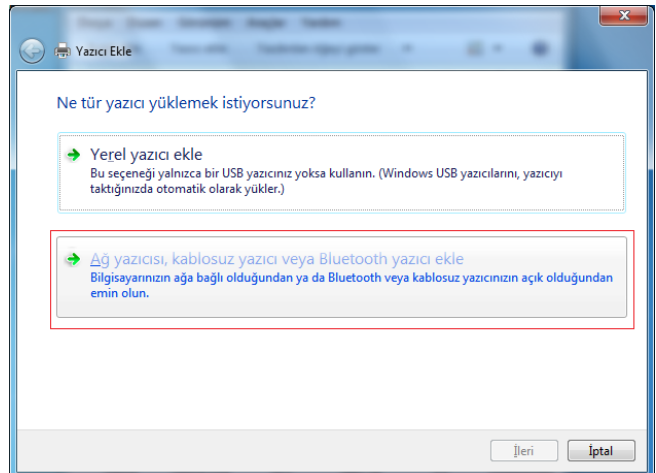 Yazıcı Ekle
Ne tür yazıcı yüklemek istiyorsunuz?
Yerel yazıcı ekle
Bu seçeneği yalnızca bir USB yazıcınız yoksa kullanın. (Windows USB yazıcılarını, yazıcıyı
taktığınızda otomatik olarak yükler.)
Ağ yazıcısı, kablosuz yazıcı veya Bluetooth yazıcı ekle
Bilgisayarınızın ağa bağlı olduğundan ya da Bluetooth veya kablosuz yazıcınızın açık olduğundan
emin olun.
İleri
İptal